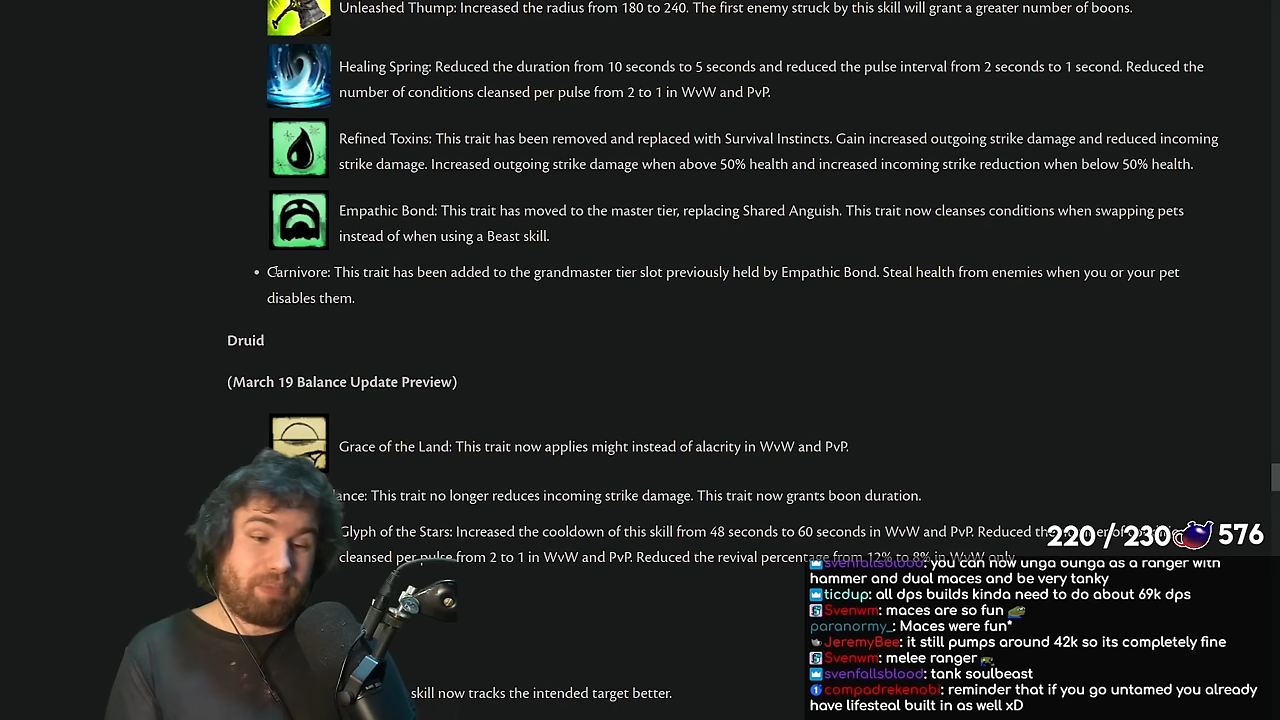 Unleashed Thump: Increased the radius from 180 to 240. The first enemy struck by this skill will grant a greater number of boons.
Healing Spring: Reduced the duration from 10 seconds to 5 seconds and reduced the pulse interval from 2 seconds to 1 second. Reduced the
number of conditions cleansed per pulse from 2 to 1 in WvW and PvP.
Refined Toxins: This trait has been removed and replaced with Survival Instincts. Gain increased outgoing strike damage and reduced incoming
strike damage. Increased outgoing strike damage when above 50% health and increased incoming strike reduction when below 50% health.
Empathic Bond: This trait has moved to the master tier, replacing Shared Anguish. This trait now cleanses conditions when swapping pets
instead of when using a Beast skill.
• Carnivore: This trait has been added to the grandmaster tier slot previously held by Empathic Bond. Steal health from enemies when you or your pet
disables them.
Druid
(March 19 Balance Update Preview)
Grace of the Land: This trait now applies might instead of alacrity in WvW and PvP.
lance: This trait no longer reduces incoming strike damage. This trait now grants boon duration.
Glyph of the Stars: Increased the cooldown of this skill from 48 seconds to 60 seconds in WvW and PvP. Reduced the
cleansed per pulse from 2 to 1 in WvW and PvP. Reduced the revival percentage from 12% to 8% in WvW only.
220 / 230 576
svenfallsblood: you can now unga bunga as a ranger with
hammer and dual maces and be very tanky
ticdup: all dps builds kinda need to do about 69k dps
Svenwm: maces are so fun
paranormy_: Maces were fun*
JeremyBee: it still pumps around 42k so its completely fine
Svenwm: melee ranger
svenfallsblood: tank soulbeast
compadrekenobi: reminder that if you go untamed you already
have lifesteal built in as well xD
skill now tracks the intended target better.